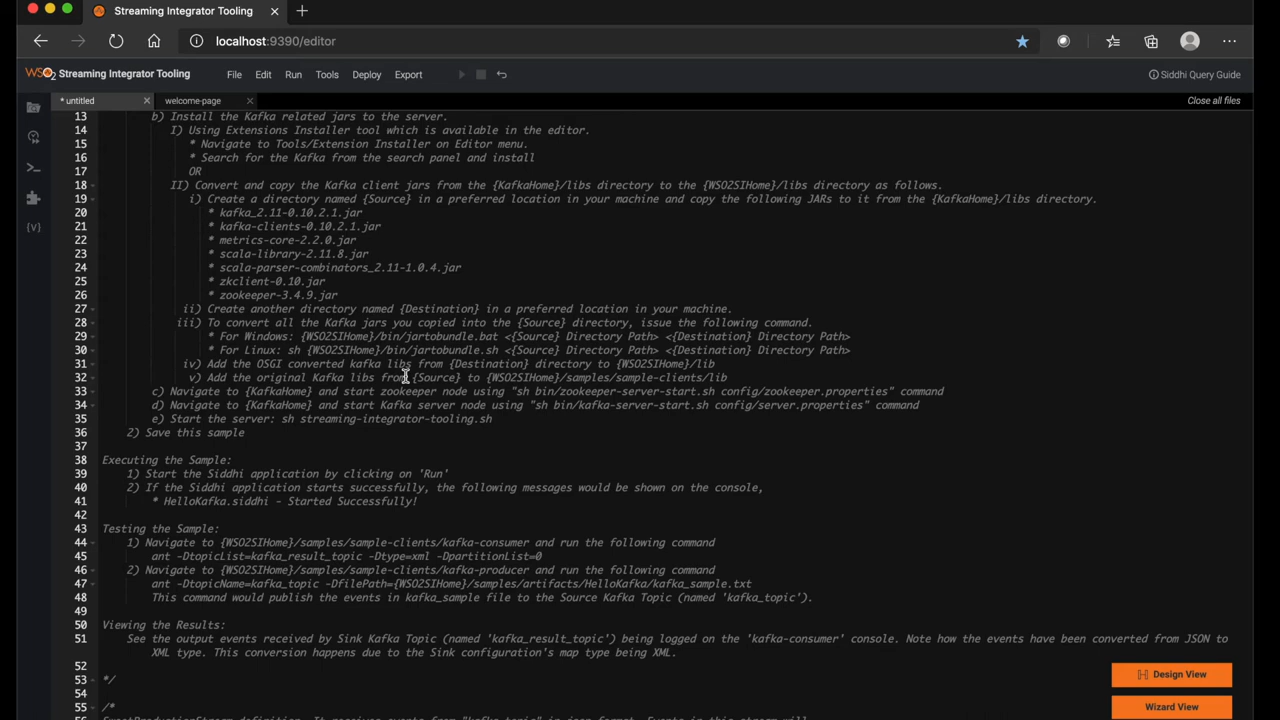 Streaming Integrator Tooling
localhost:9390/editor
WSO2 Streaming Integrator Tooling File Edit Run Tools Deploy Export Siddhi Query Guide
* untitled welcome-page Close all files
13 b) Install the Kafka related jars to the server.
14 I) Using Extensions Installer tool which is available in the editor.
15 * Navigate to Tools/Extension Installer on Editor menu.
16 * Search for the Kafka from the search panel and install
17 OR
18 II) Convert and copy the Kafka client jars from the {KafkaHome}/libs directory to the {WSO2SIHome}/libs directory as follows.
19 i) Create a directory named {Source} in a preferred location in your machine and copy the following JARs to it from the {KafkaHome}/libs directory.
20 * kafka_2.11-0.10.2.1.jar
21 * kafka-clients-0.10.2.1.jar
22 * metrics-core-2.2.0.jar
23 * scala-library-2.11.8.jar
24 * scala-parser-combinators_2.11-1.0.4.jar
25 * zkclient-0.10.jar
26 * zookeeper-3.4.9.jar
27 ii) Create another directory named {Destination} in a preferred location in your machine.
28 iii) To convert all the Kafka jars you copied into the {Source} directory, issue the following command.
29 * For Windows: {WSO2SIHome}/bin/jartobundle.bat <{Source} Directory Path> <{Destination} Directory Path>
30 * For Linux: sh {WSO2SIHome}/bin/jartobundle.sh <{Source} Directory Path> <{Destination} Directory Path>
31 iv) Add the OSGI converted kafka libs from {Destination} directory to {WSO2SIHome}/lib
32 v) Add the original Kafka libs from {Source} to {WSO2SIHome}/samples/sample-clients/lib
33 c) Navigate to {KafkaHome} and start zookeeper node using "sh bin/zookeeper-server-start.sh config/zookeeper.properties" command
34 d) Navigate to {KafkaHome} and start Kafka server node using "sh bin/kafka-server-start.sh config/server.properties" command
35 e) Start the server: sh streaming-integrator-tooling.sh
36 2) Save this sample
37
38 Executing the Sample:
39 1) Start the Siddhi application by clicking on 'Run'
40 2) If the Siddhi application starts successfully, the following messages would be shown on the console,
41 * HelloKafka.siddhi - Started Successfully!
42
43 Testing the Sample:
44 1) Navigate to {WSO2SIHome}/samples/sample-clients/kafka-consumer and run the following command
45 ant -DtopicList=kafka_result_topic -Dtype=xml -DpartitionList=0
46 2) Navigate to {WSO2SIHome}/samples/sample-clients/kafka-producer and run the following command
47 ant -DtopicName=kafka_topic -DfilePath={WSO2SIHome}/samples/artifacts/HelloKafka/kafka_sample.txt
48 This command would publish the events in kafka_sample file to the Source Kafka Topic (named 'kafka_topic').
49
50 Viewing the Results:
51 See the output events received by Sink Kafka Topic (named 'kafka_result_topic') being logged on the 'kafka-consumer' console. Note how the events have been converted from JSON to
XML type. This conversion happens due to the Sink configuration's map type being XML.
52
53 */
54
55 /*
56 SweetProductionStream definition. It receives events from "kafka_topic" in json format. Events in this stream will
Design View
Wizard View